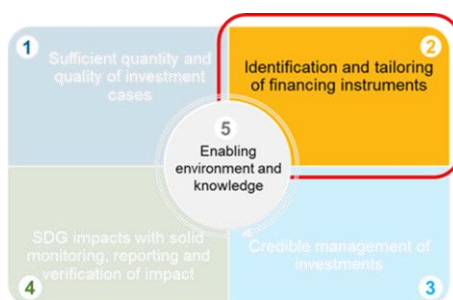 1
Sufficient quantity and
quality of investment
cases
2
Identification and tailoring
of financing instruments
5
Enabling
environment and
knowledge
SDG impacts with solid
monitoring, reporting and
verification of impact
4
Credible management of
investments
3